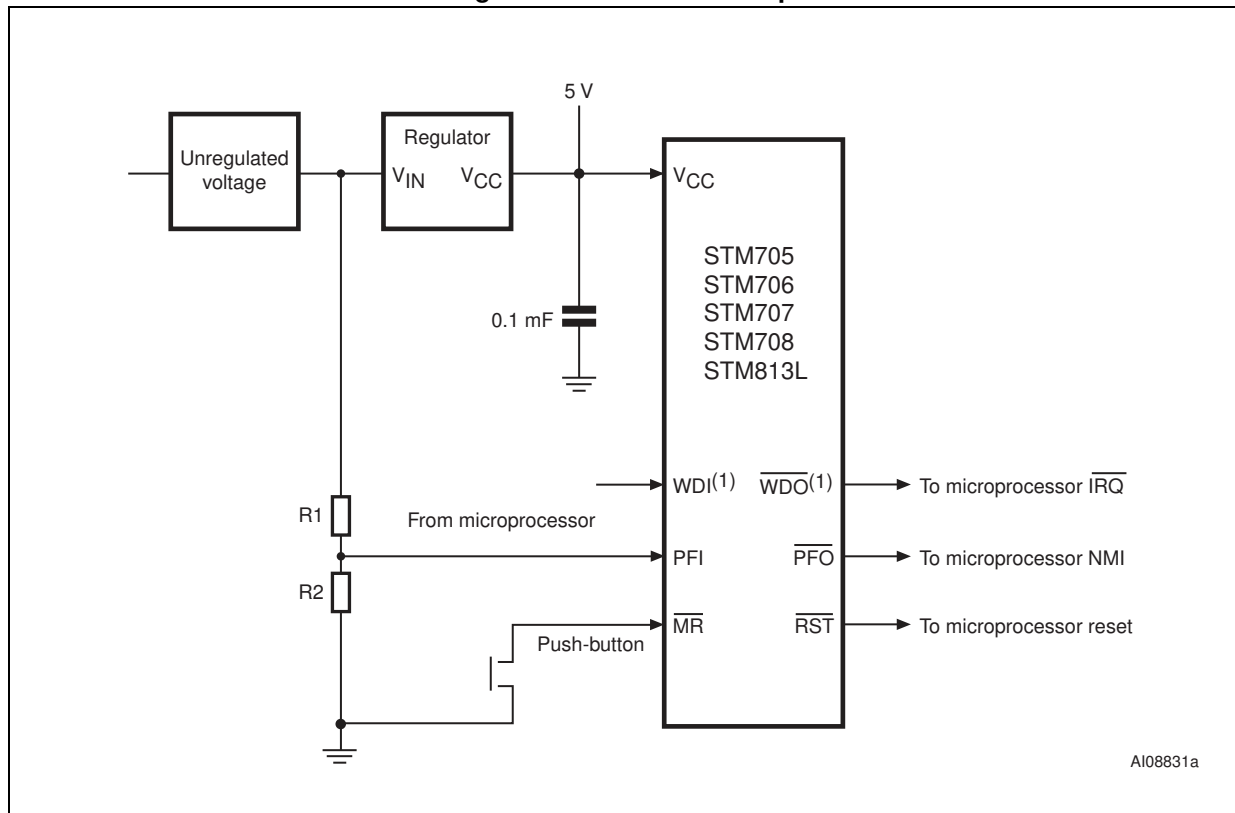 5 V
Unregulated
voltage
Regulator
VIN VCC
VCC
STM705
STM706
STM707
STM708
STM813L
0.1 mF
WDI(1) WDO(1) To microprocessor IRQ
R1 From microprocessor
PFI PFO To microprocessor NMI
R2
MR RST To microprocessor reset
Push-button
AI08831a